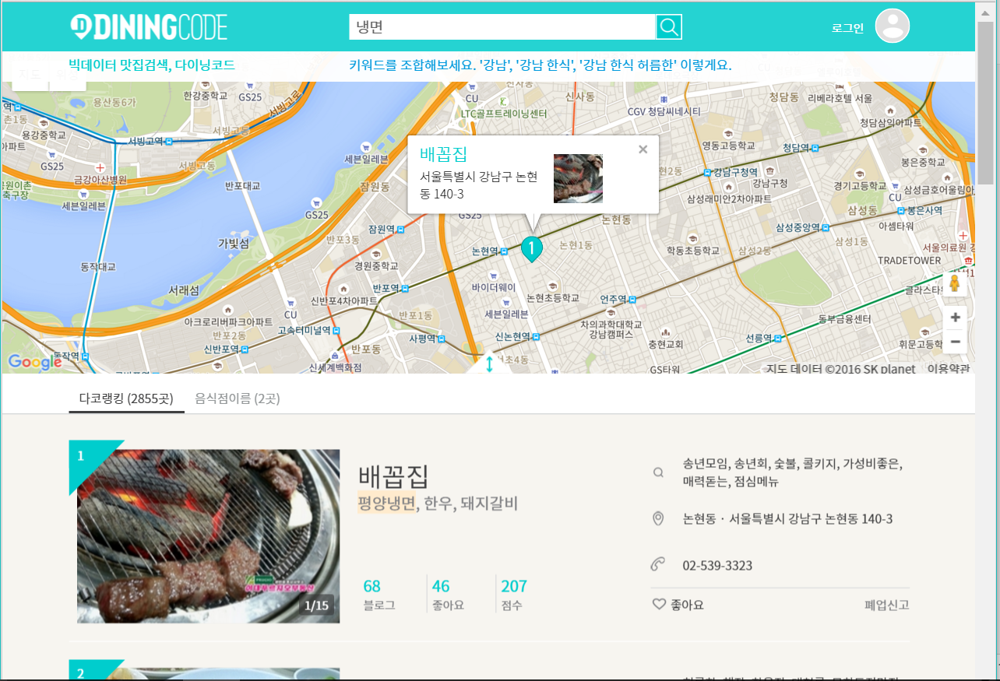 DININGCODE
냉면
로그인
빅데이터 맛집검색, 다이닝코드
키워드를 조합해보세요. '강남', '강남 한식', '강남 한식 허름한' 이렇게요.
용산동6가
한강중학교
GS25
서빙고로
CU
LTC골프트레이닝센터
신사동
CGV 청담씨네시티
청담동
리베라호텔 서울
용강중학교
서빙고역
서빙고동
GS25
금강아산병원
세븐일레븐
반포대교
세븐일레븐
잠원동
청담삼익아파트
영동고등학교
청담역
봉은중학교
강남구청역
강남구청
경기고등학교
CU
삼성금호어울림아
삼성래미안2차아파트
삼성동
봉은사역
배꼽집
서울특별시 강남구 논현
동 140-3
GS25
논현동
GS25
잠원역
반포3동
가빛섬
동작대교
논현역
1
논현1동
학동초등학교
삼성2동
삼성중앙역
아셈타워
삼성1동
서울의료원
TRADETOWER
경원중학교
바이더웨이
서래섬
반포역
신반포4차아파트
논현초등학교
언주역
세븐일레븐
CU
아크로리버파크아파트
반포2동
반포1동
고속터미널역
사평역
신논현역
차의과학대학교
강남캠퍼스
동부금융센터
신반포역
반포동
충현교회
선릉역
휘문고등학
Google
동작역
신세계백화점
서초4동
GS타워
지도 데이터 ©2016 SK planet
이용약관
다코랭킹 (2855곳)
음식점이름 (2곳)
1
배꼽집
평양냉면, 한우, 돼지갈비
송년모임, 송년회, 숯불, 콜키지, 가성비좋은,
매력돋는, 점심메뉴
논현동 · 서울특별시 강남구 논현동 140-3
02-539-3323
68
블로그
46
좋아요
207
점수
1/15
좋아요
폐업신고
2